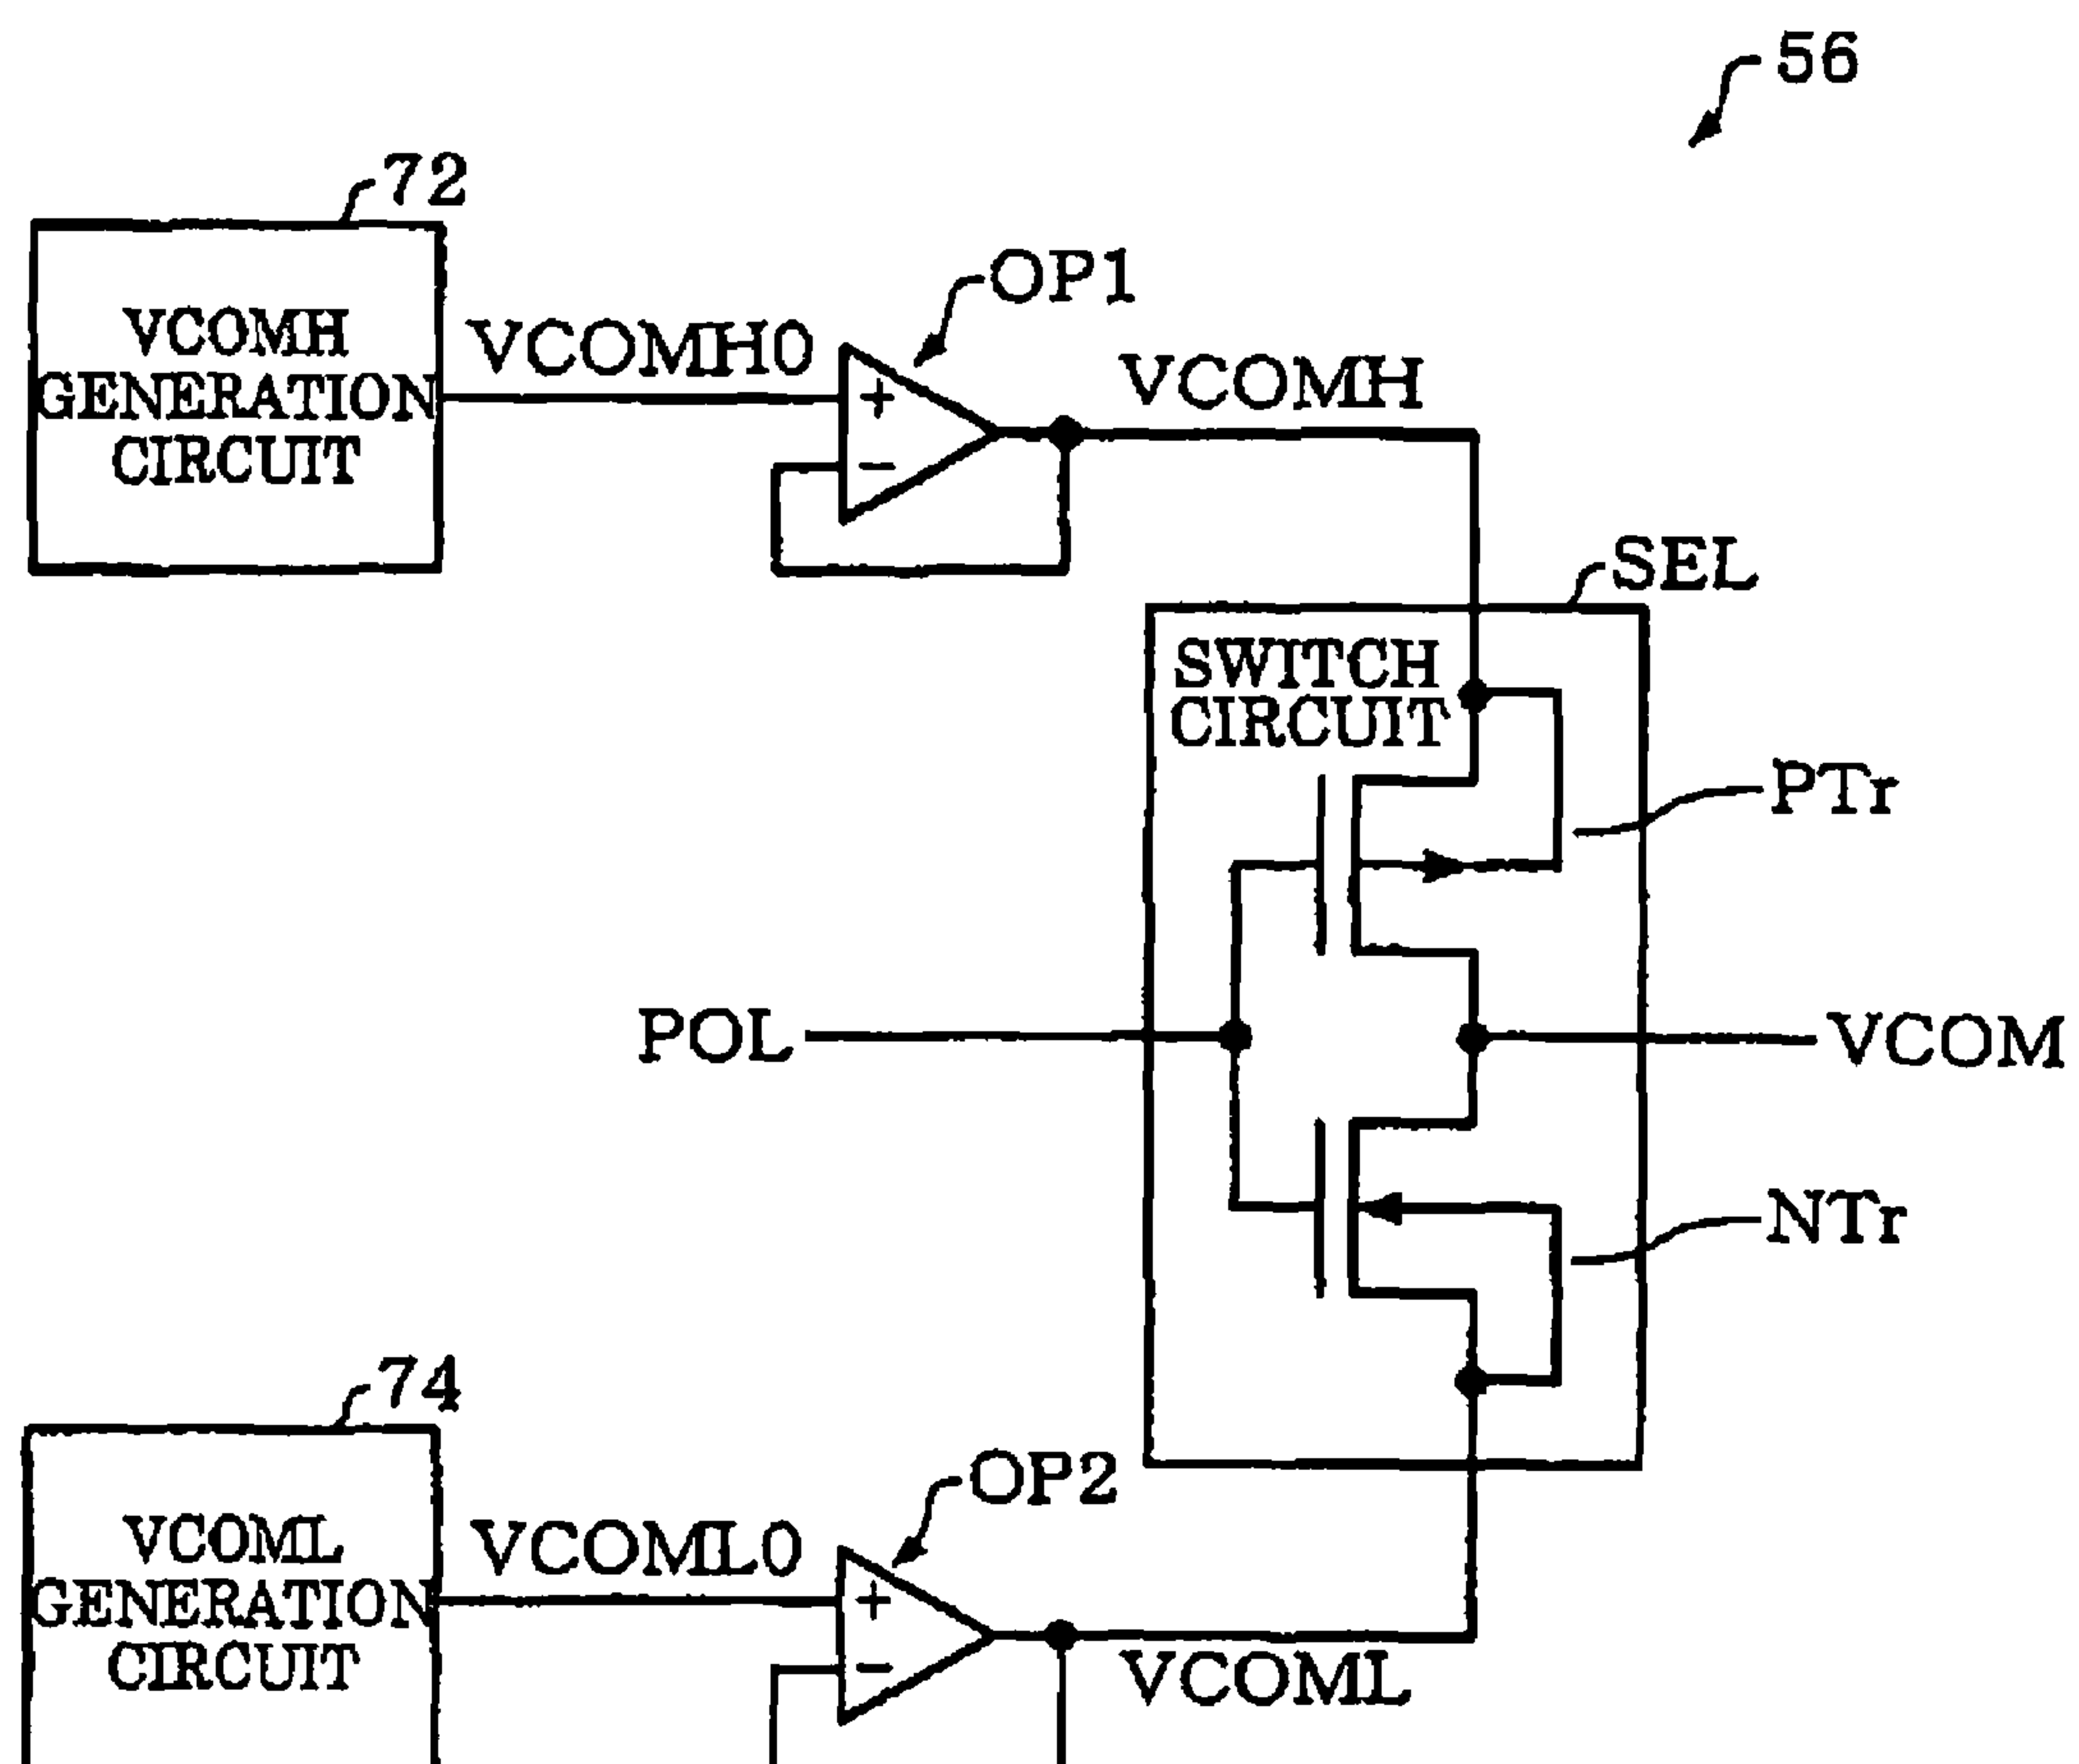 56
72
VCOMH
GENERATION
CIRCUIT
VCOMH0
+
−
OP1
VCOMH
SEL
SWITCH
CIRCUIT
PTr
POL
VCOM
NTr
74
VCOML
GENERATION
CIRCUIT
VCOML0
+
−
OP2
VCOML